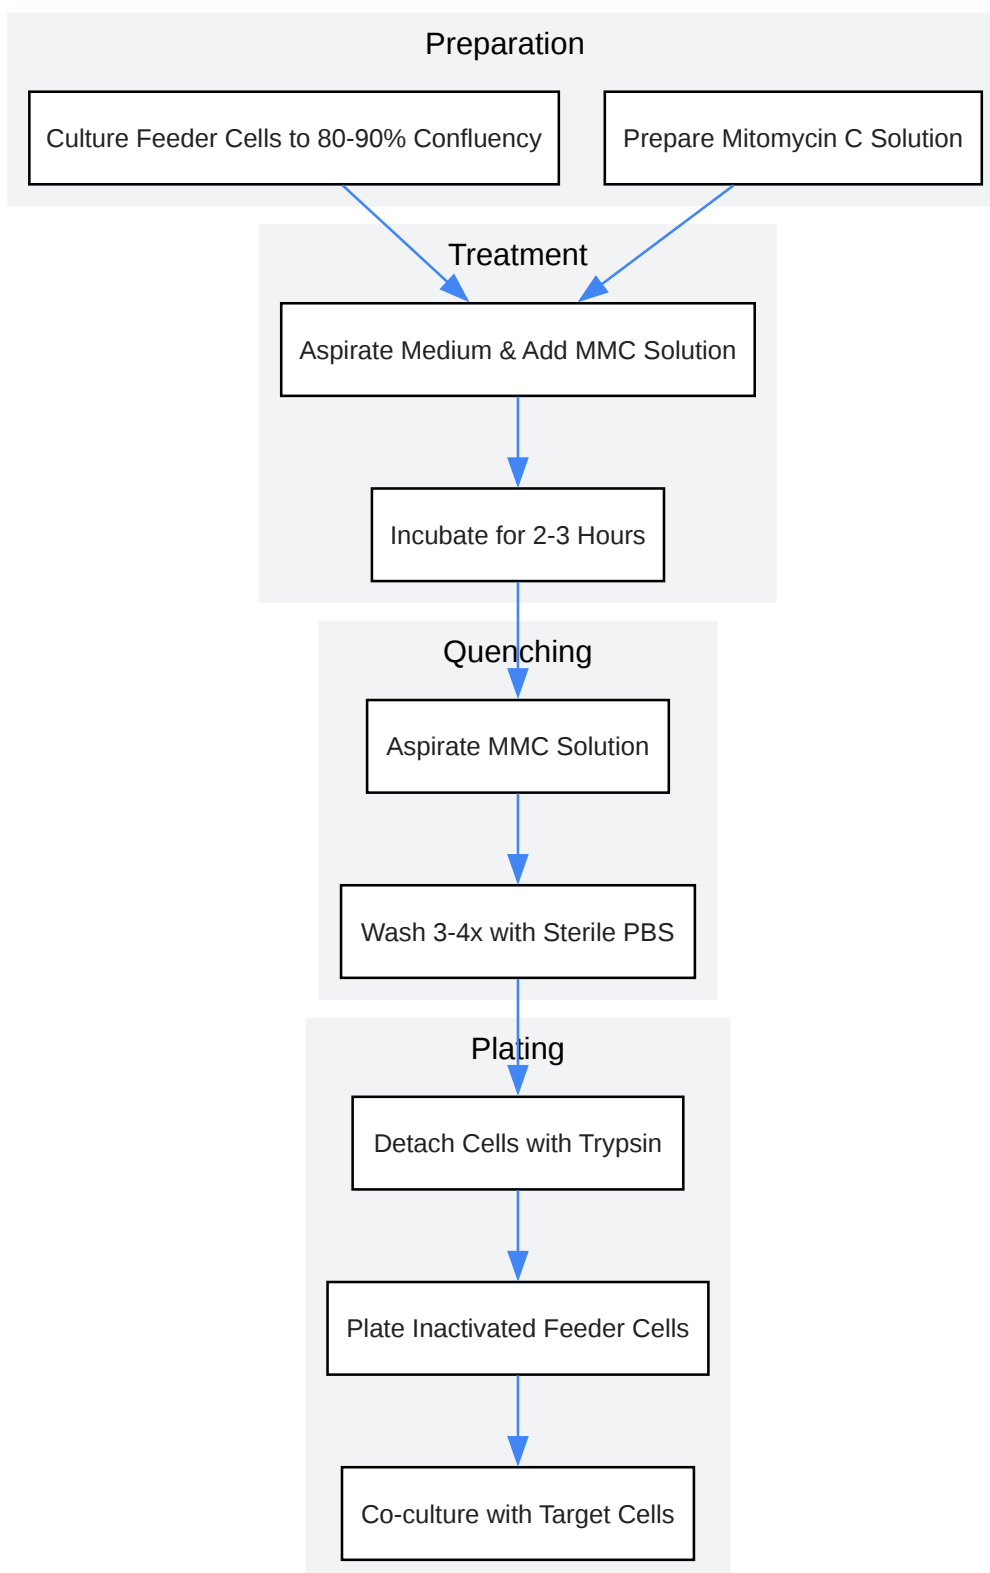 Preparation
Culture Feeder Cells to 80-90% Confluency
Prepare Mitomycin C Solution
Treatment
Aspirate Medium & Add MMC Solution
Incubate for 2-3 Hours
Quenching
Aspirate MMC Solution
Wash 3-4x with Sterile PBS
Plating
Detach Cells with Trypsin
Plate Inactivated Feeder Cells
Co-culture with Target Cells